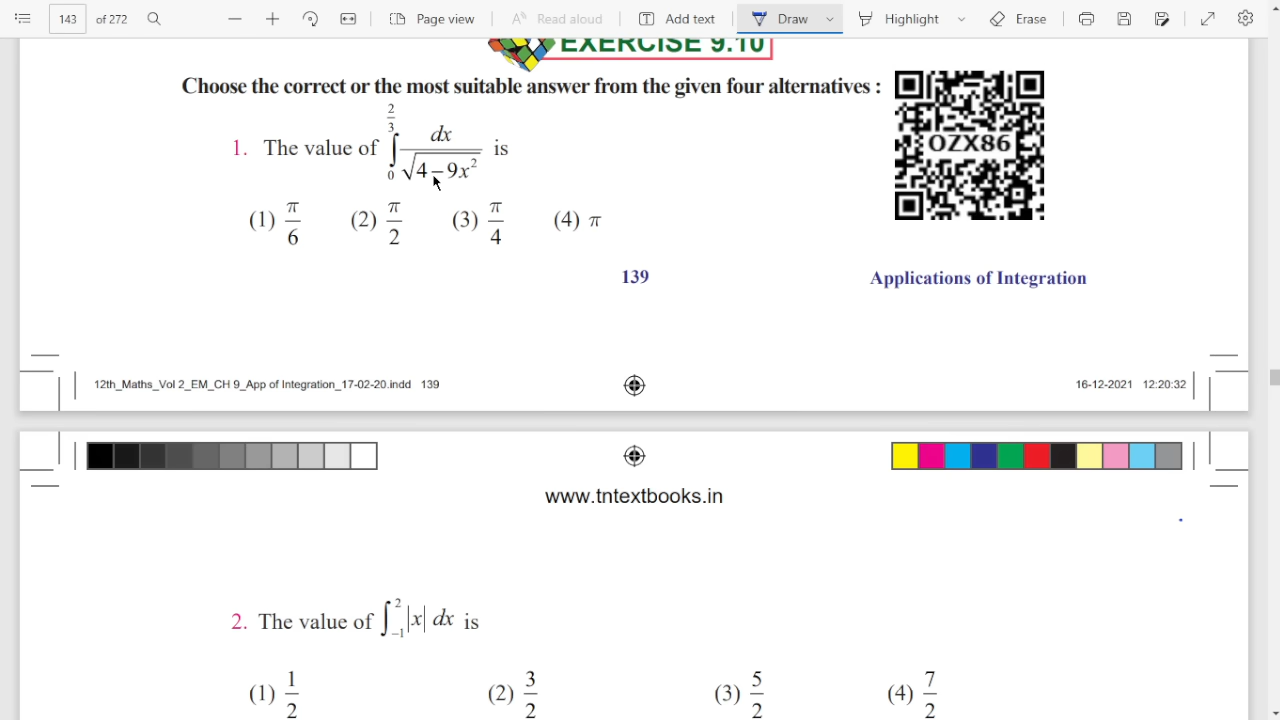 143 of 272 Page view Read aloud Add text Draw Highlight Erase
EXERCISE 9.10
Choose the correct or the most suitable answer from the given four alternatives :
OZX86
1. The value of ∫₀^(2/3) dx/√(4−9x²) is
(1) π/6 (2) π/2 (3) π/4 (4) π
139 Applications of Integration
12th_Maths_Vol 2_EM_CH 9_App of Integration_17-02-20.indd 139 16-12-2021 12:20:32
www.tntextbooks.in
2. The value of ∫₋₁² |x| dx is
(1) 1/2 (2) 3/2 (3) 5/2 (4) 7/2